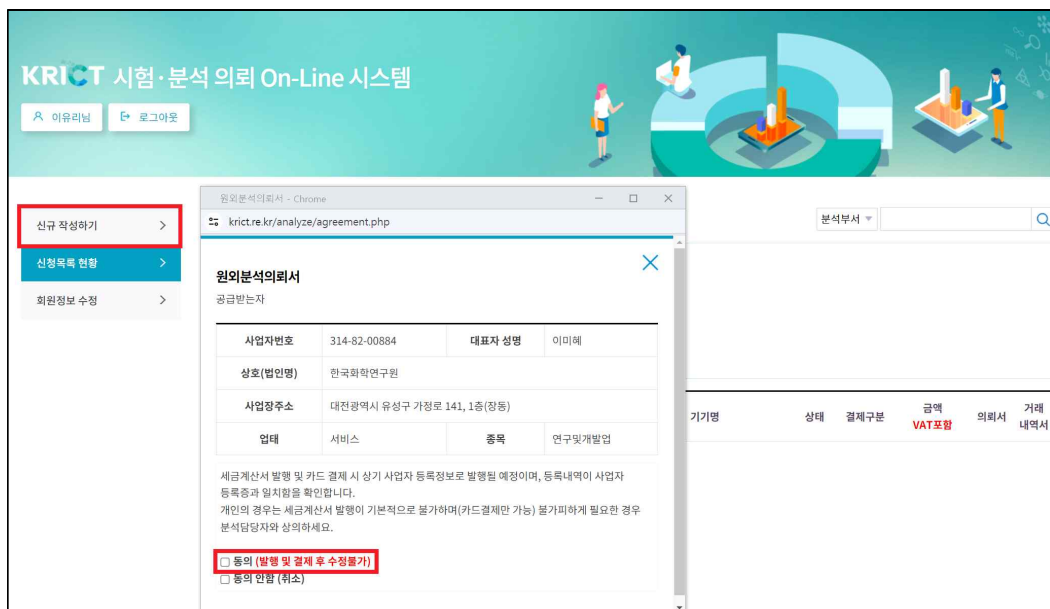 KRICT 시험·분석 의뢰 On-Line 시스템
이유리님 로그아웃
신규 작성하기
신청목록 현황
회원정보 수정
분석부서
기기명 상태 결제구분 금액 VAT포함 의뢰서 거래 내역서
원외분석의뢰서 - Chrome
krict.re.kr/analyze/agreement.php
원외분석의뢰서
공급받는자
사업자번호 314-82-00884 대표자 성명 이미혜
상호(법인명) 한국화학연구원
사업장주소 대전광역시 유성구 가정로 141, 1층(장동)
업태 서비스 종목 연구및개발업
세금계산서 발행 및 카드 결제 시 상기 사업자 등록정보로 발행될 예정이며, 등록내역이 사업자
등록증과 일치함을 확인합니다.
개인의 경우는 세금계산서 발행이 기본적으로 불가하며(카드결제만 가능) 불가피하게 필요한 경우
분석담당자와 상의하세요.
동의 (발행 및 결제 후 수정불가)
동의 안함 (취소)